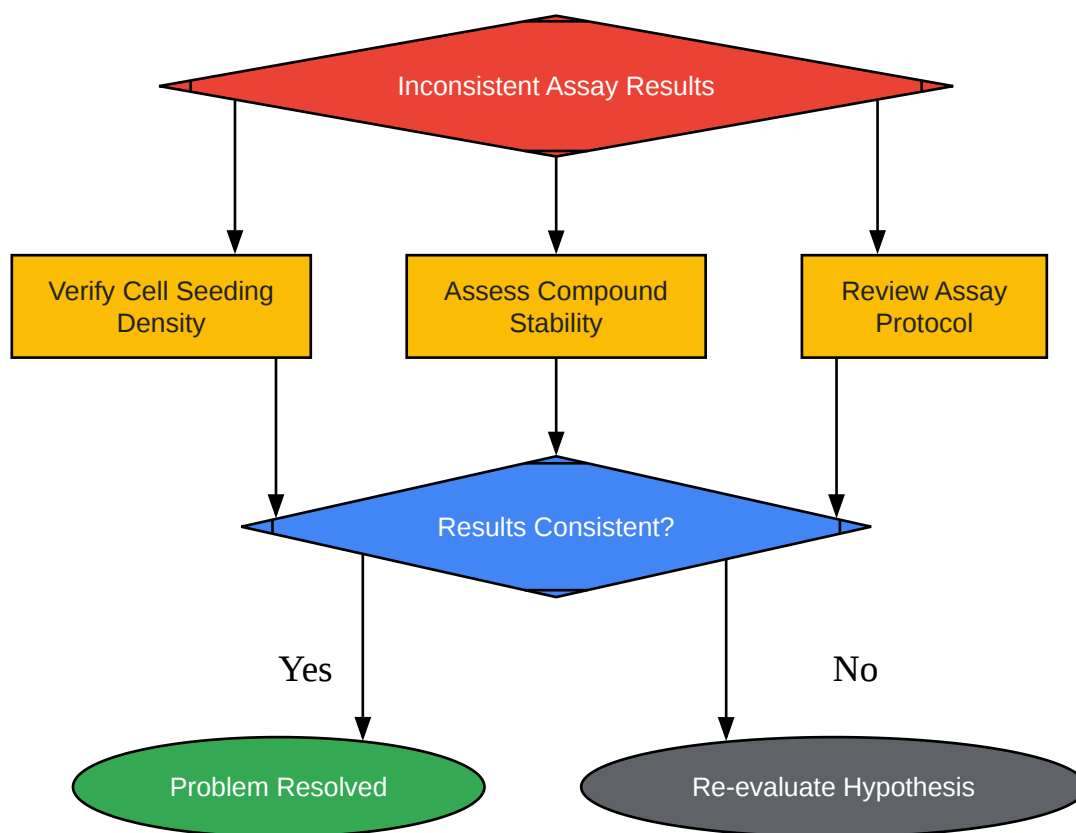 Inconsistent Assay Results
Verify Cell Seeding
Density
Assess Compound
Stability
Review Assay
Protocol
Results Consistent?
Yes
No
Problem Resolved
Re-evaluate Hypothesis